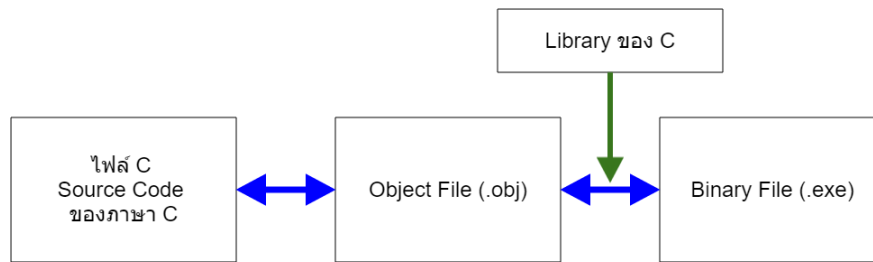 Library ของ C
ไฟล์ C
Source Code
ของภาษา C
Object File (.obj)
Binary File (.exe)